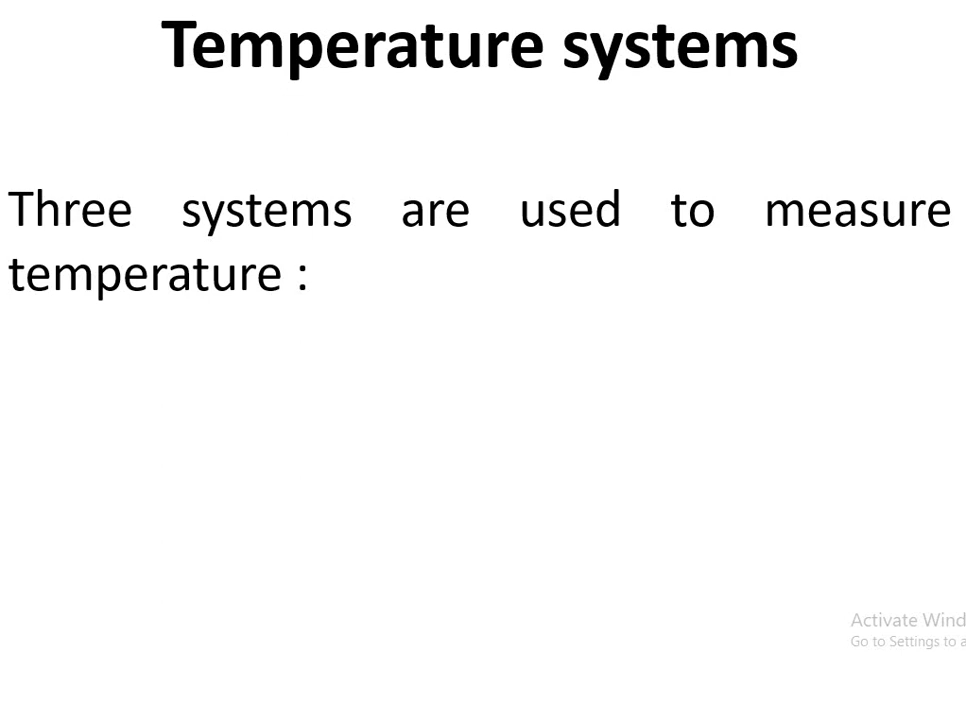 Temperature systems
Three systems are used to measure
temperature :
Activate Wind
Go to Settings to a